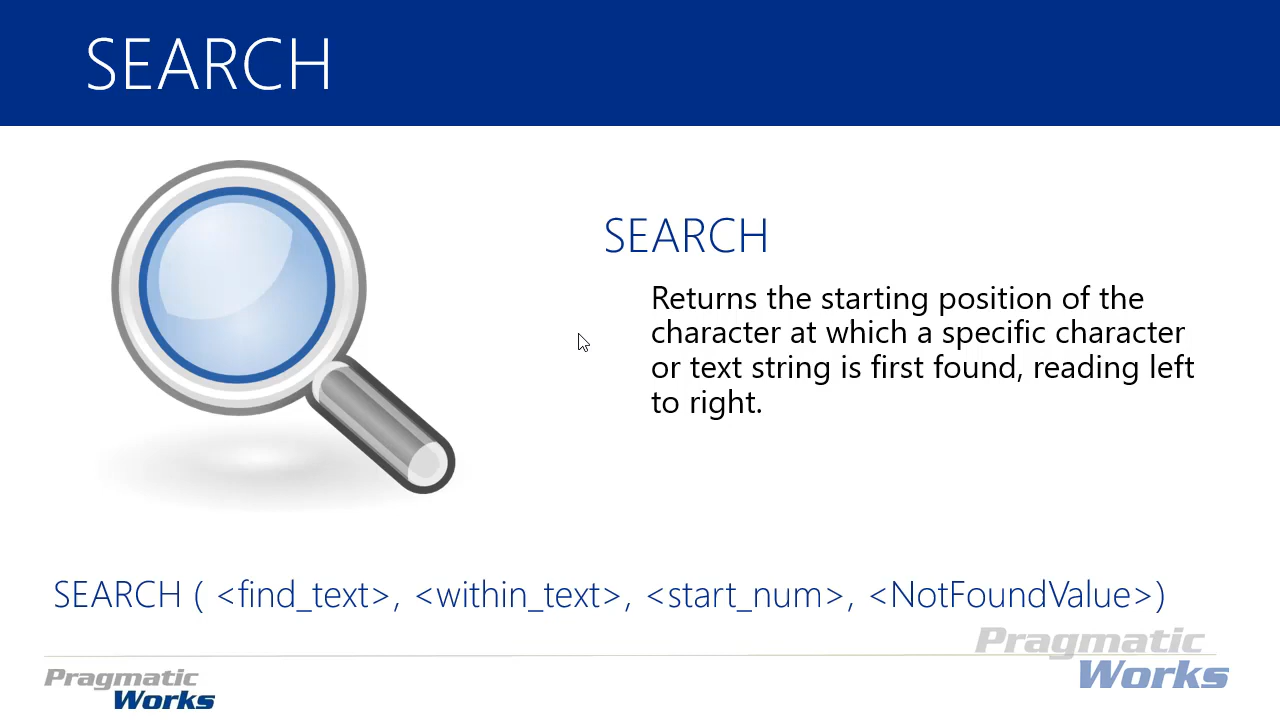 SEARCH
SEARCH
Returns the starting position of the
character at which a specific character
or text string is first found, reading left
to right.
SEARCH ( <find_text>, <within_text>, <start_num>, <NotFoundValue>)
Pragmatic
Works
Pragmatic
Works